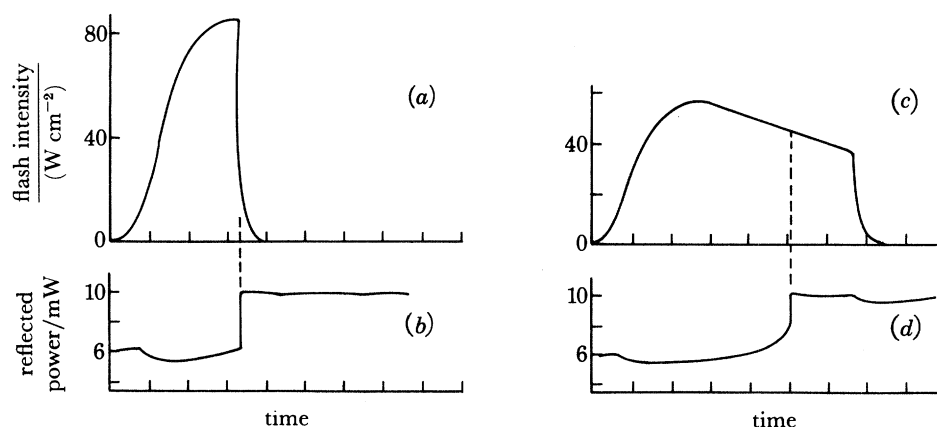 flash intensity
(W cm⁻²)
80
40
0
(a)
reflected
power/mW
10
6
(b)
time
40
0
(c)
10
6
(d)
time